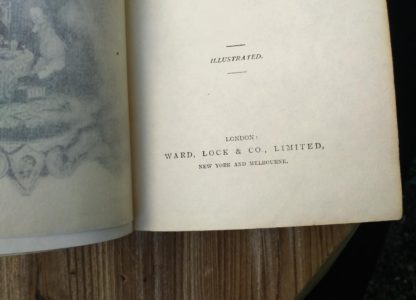 ILLUSTRATED.
LONDON:
WARD, LOCK & CO., LIMITED,
NEW YORK AND MELBOURNE.